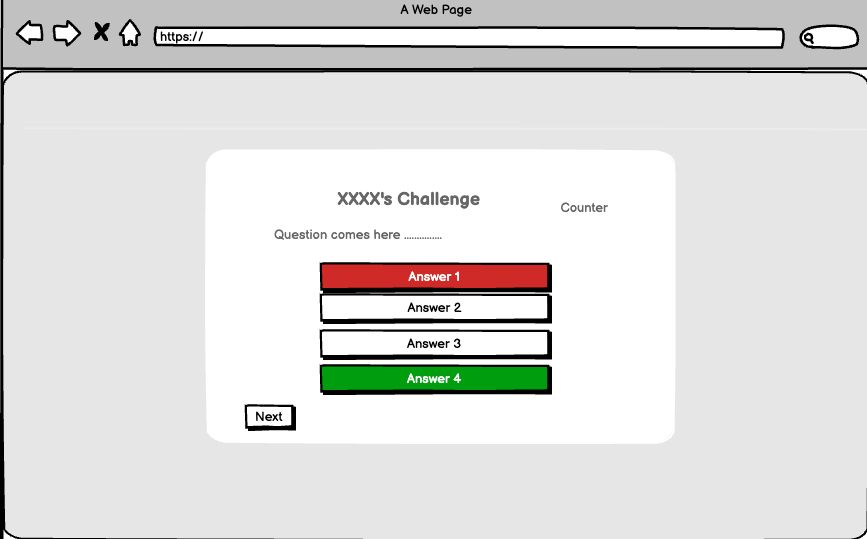 A Web Page
https://
XXXX's Challenge
Counter
Question comes here ...............
Answer 1
Answer 2
Answer 3
Answer 4
Next